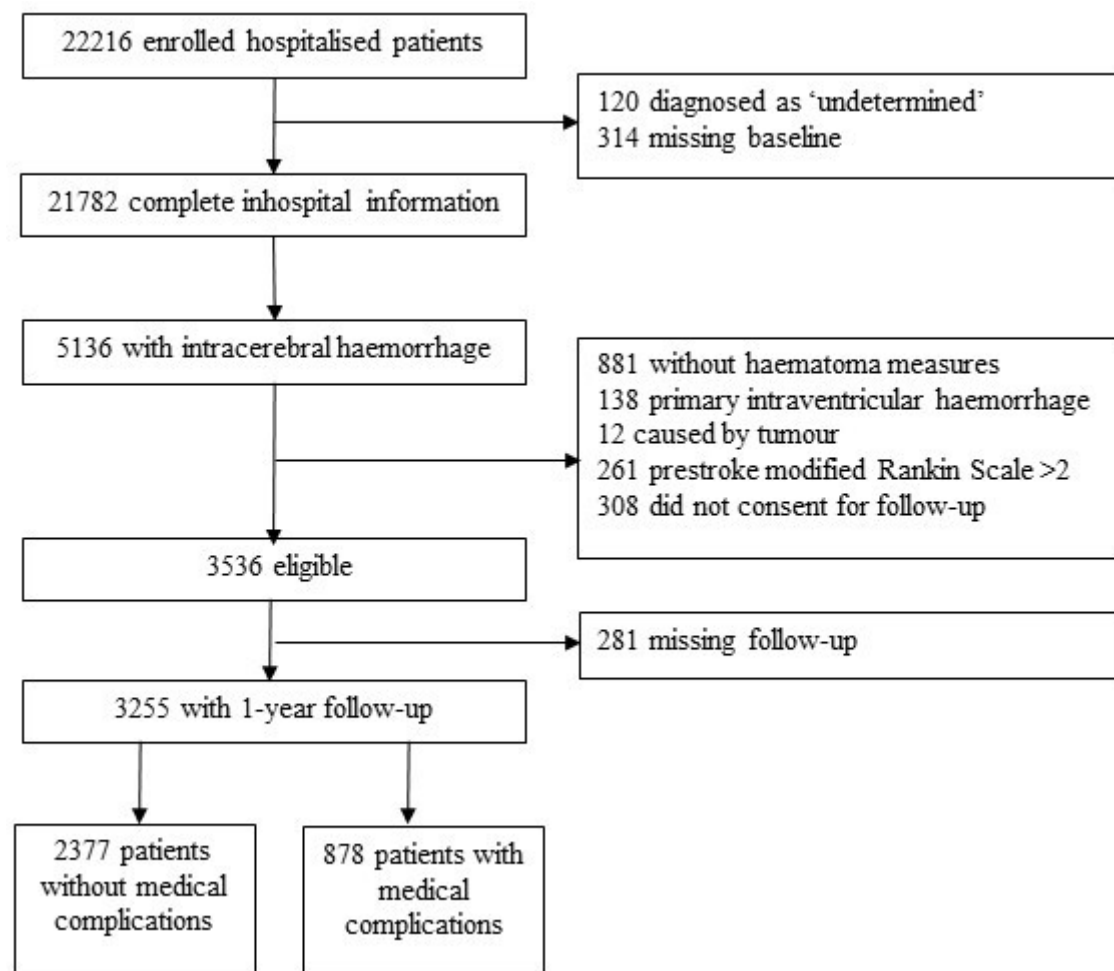 22216 enrolled hospitalised patients
120 diagnosed as ‘undetermined’
314 missing baseline
21782 complete inhospital information
5136 with intracerebral haemorrhage
881 without haematoma measures
138 primary intraventricular haemorrhage
12 caused by tumour
261 prestroke modified Rankin Scale >2
308 did not consent for follow-up
3536 eligible
281 missing follow-up
3255 with 1-year follow-up
2377 patients
without medical
complications
878 patients with
medical
complications